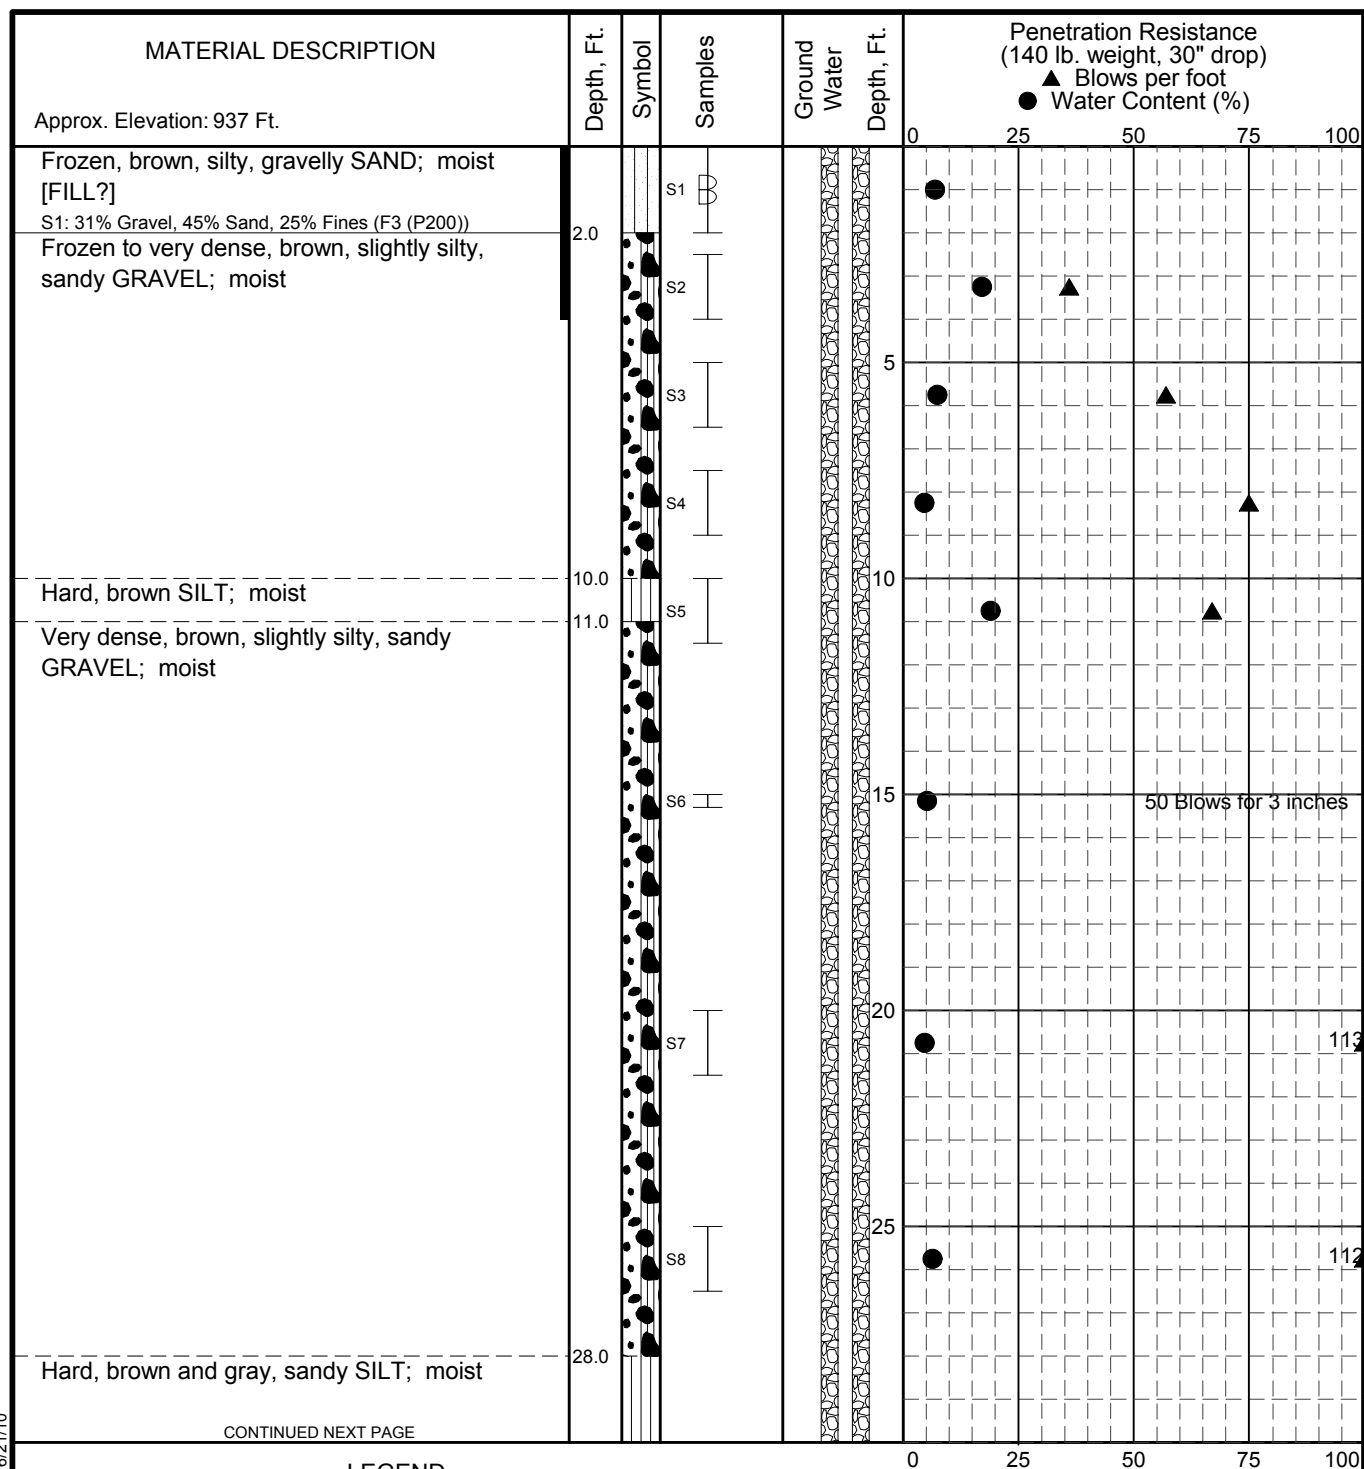 MATERIAL DESCRIPTION
Approx. Elevation: 937 Ft.
Depth, Ft.
Symbol
Samples
Ground
Water
Depth, Ft.
Penetration Resistance
(140 lb. weight, 30" drop)
▲ Blows per foot
● Water Content (%)
0 25 50 75 100
Frozen, brown, silty, gravelly SAND; moist
[FILL?]
S1: 31% Gravel, 45% Sand, 25% Fines (F3 (P200))
S1
2.0
Frozen to very dense, brown, slightly silty,
sandy GRAVEL; moist
S2
5
S3
S4
10.0
10
Hard, brown SILT; moist
S5
11.0
Very dense, brown, slightly silty, sandy
GRAVEL; moist
15
S6
50 Blows for 3 inches
20
S7
113
25
S8
112
28.0
Hard, brown and gray, sandy SILT; moist
CONTINUED NEXT PAGE
0 25 50 75 100
6/21/10
LEGEND